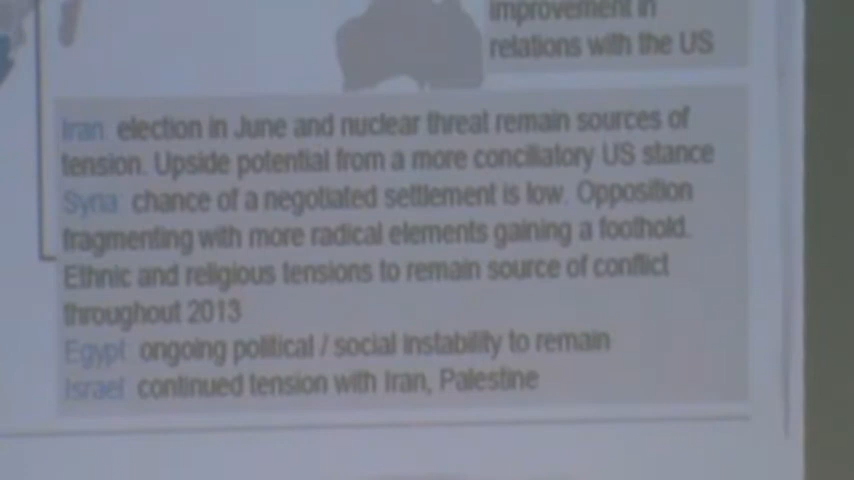 improvement in
relations with the US
Iran: election in June and nuclear threat remain sources of
tension. Upside potential from a more conciliatory US stance
Syria: chance of a negotiated settlement is low. Opposition
fragmenting with more radical elements gaining a foothold.
Ethnic and religious tensions to remain source of conflict
throughout 2013
Egypt: ongoing political / social instability to remain
Israel: continued tension with Iran, Palestine